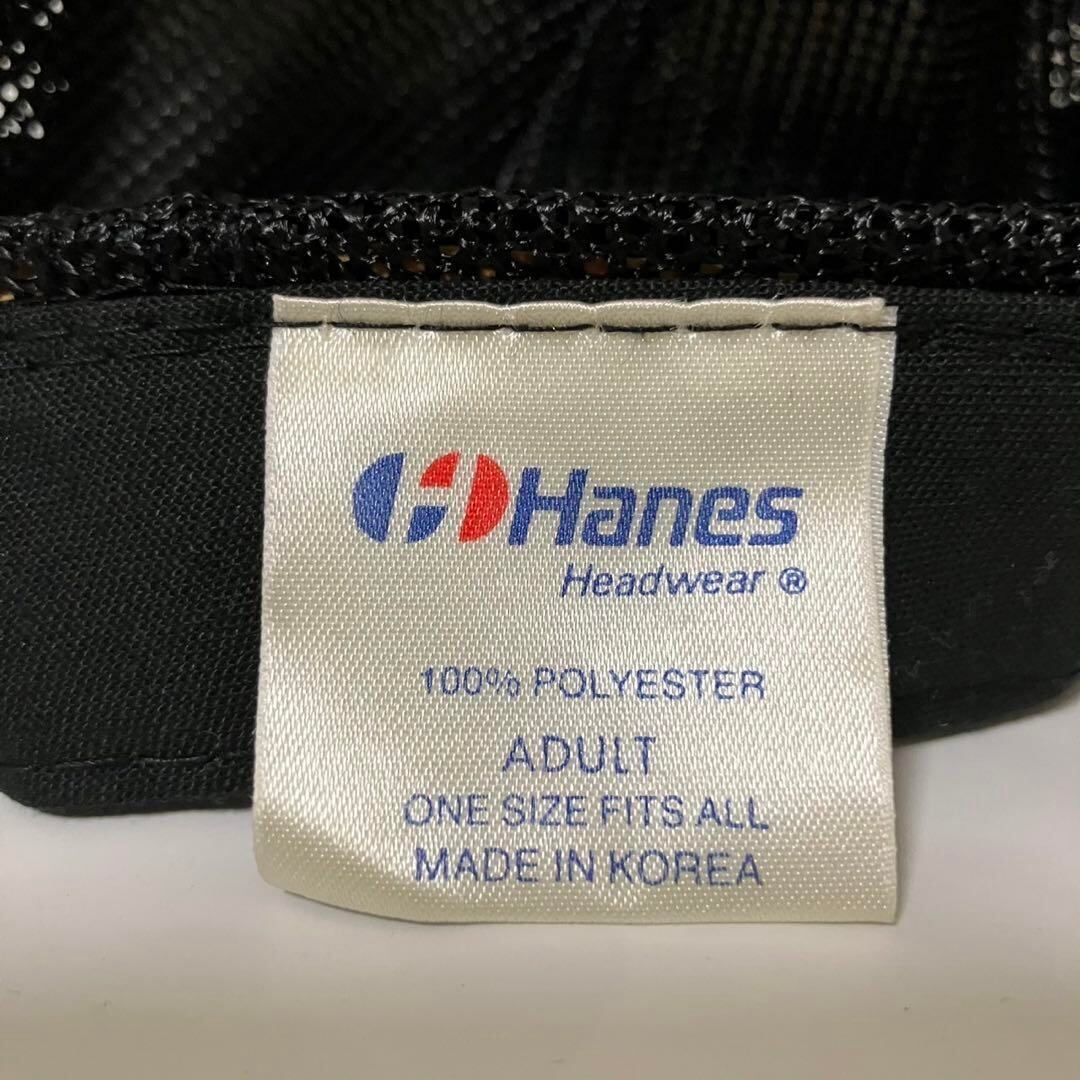 Hanes
Headwear ®
100% POLYESTER
ADULT
ONE SIZE FITS ALL
MADE IN KOREA